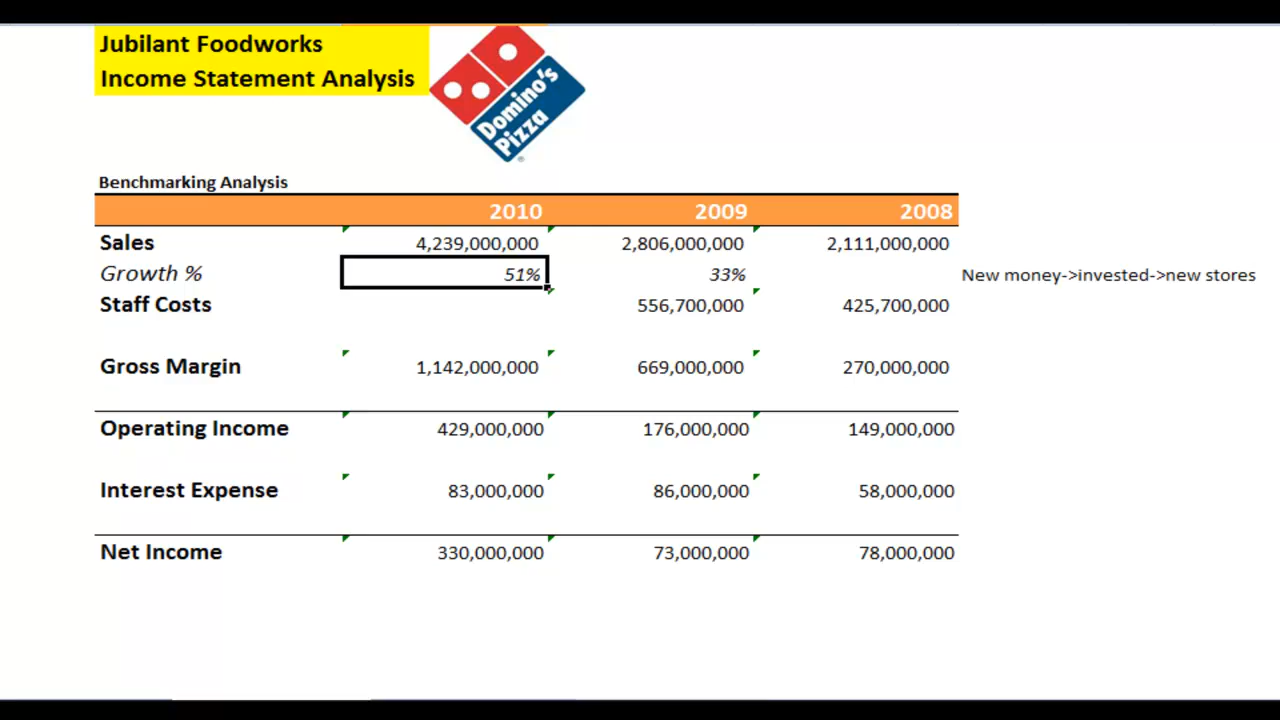 Jubilant Foodworks
Income Statement Analysis
Domino's
Pizza
®
Benchmarking Analysis
2010 2009 2008
Sales 4,239,000,000 2,806,000,000 2,111,000,000
Growth % 51% 33% New money->invested->new stores
Staff Costs 556,700,000 425,700,000
Gross Margin 1,142,000,000 669,000,000 270,000,000
Operating Income 429,000,000 176,000,000 149,000,000
Interest Expense 83,000,000 86,000,000 58,000,000
Net Income 330,000,000 73,000,000 78,000,000